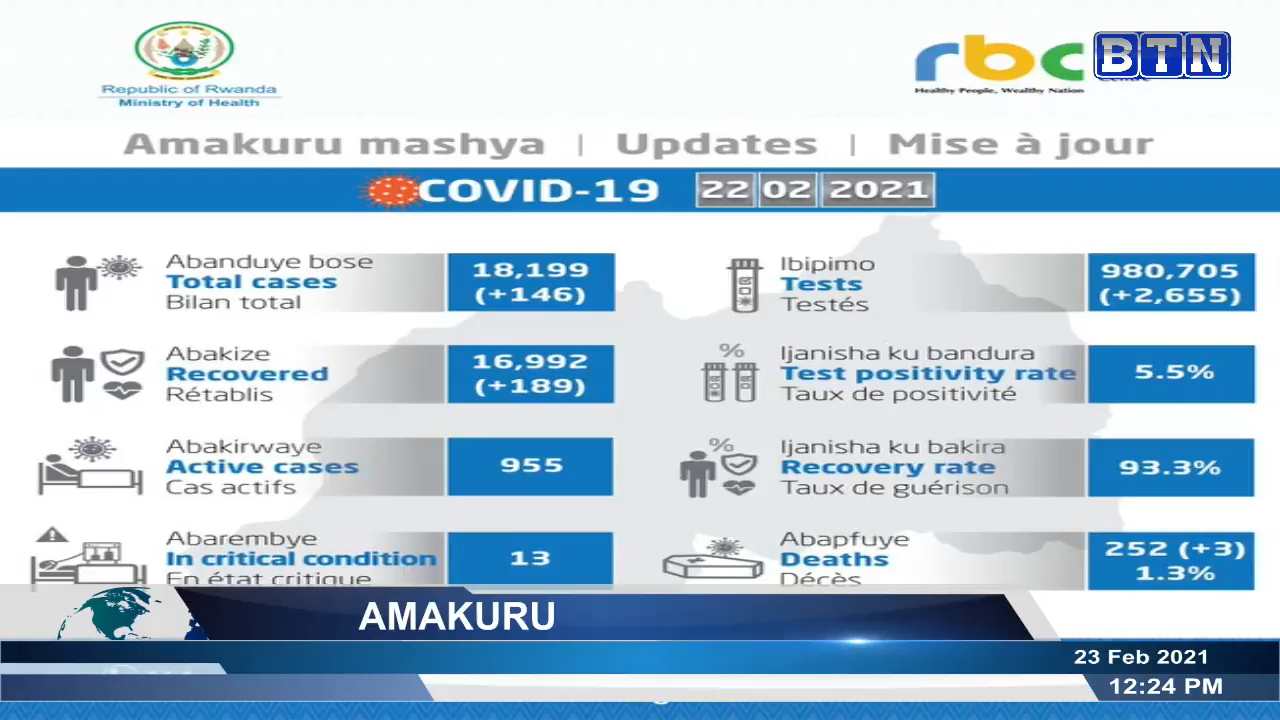 Republic of Rwanda
Ministry of Health
rbc
Healthy People, Wealthy Nation
BTN
Amakuru mashya | Updates | Mise à jour
COVID-19 22 02 2021
Abanduye bose
Total cases
Bilan total
18,199
(+146)
Ibipimo
Tests
Testés
980,705
(+2,655)
Abakize
Recovered
Rétablis
16,992
(+189)
%
Ijanisha ku bandura
Test positivity rate
Taux de positivité
5.5%
Abakirwaye
Active cases
Cas actifs
955
%
Ijanisha ku bakira
Recovery rate
Taux de guérison
93.3%
Abarembye
In critical condition
En état critique
13
Abapfuye
Deaths
Décès
252 (+3)
1.3%
AMAKURU
23 Feb 2021
12:24 PM